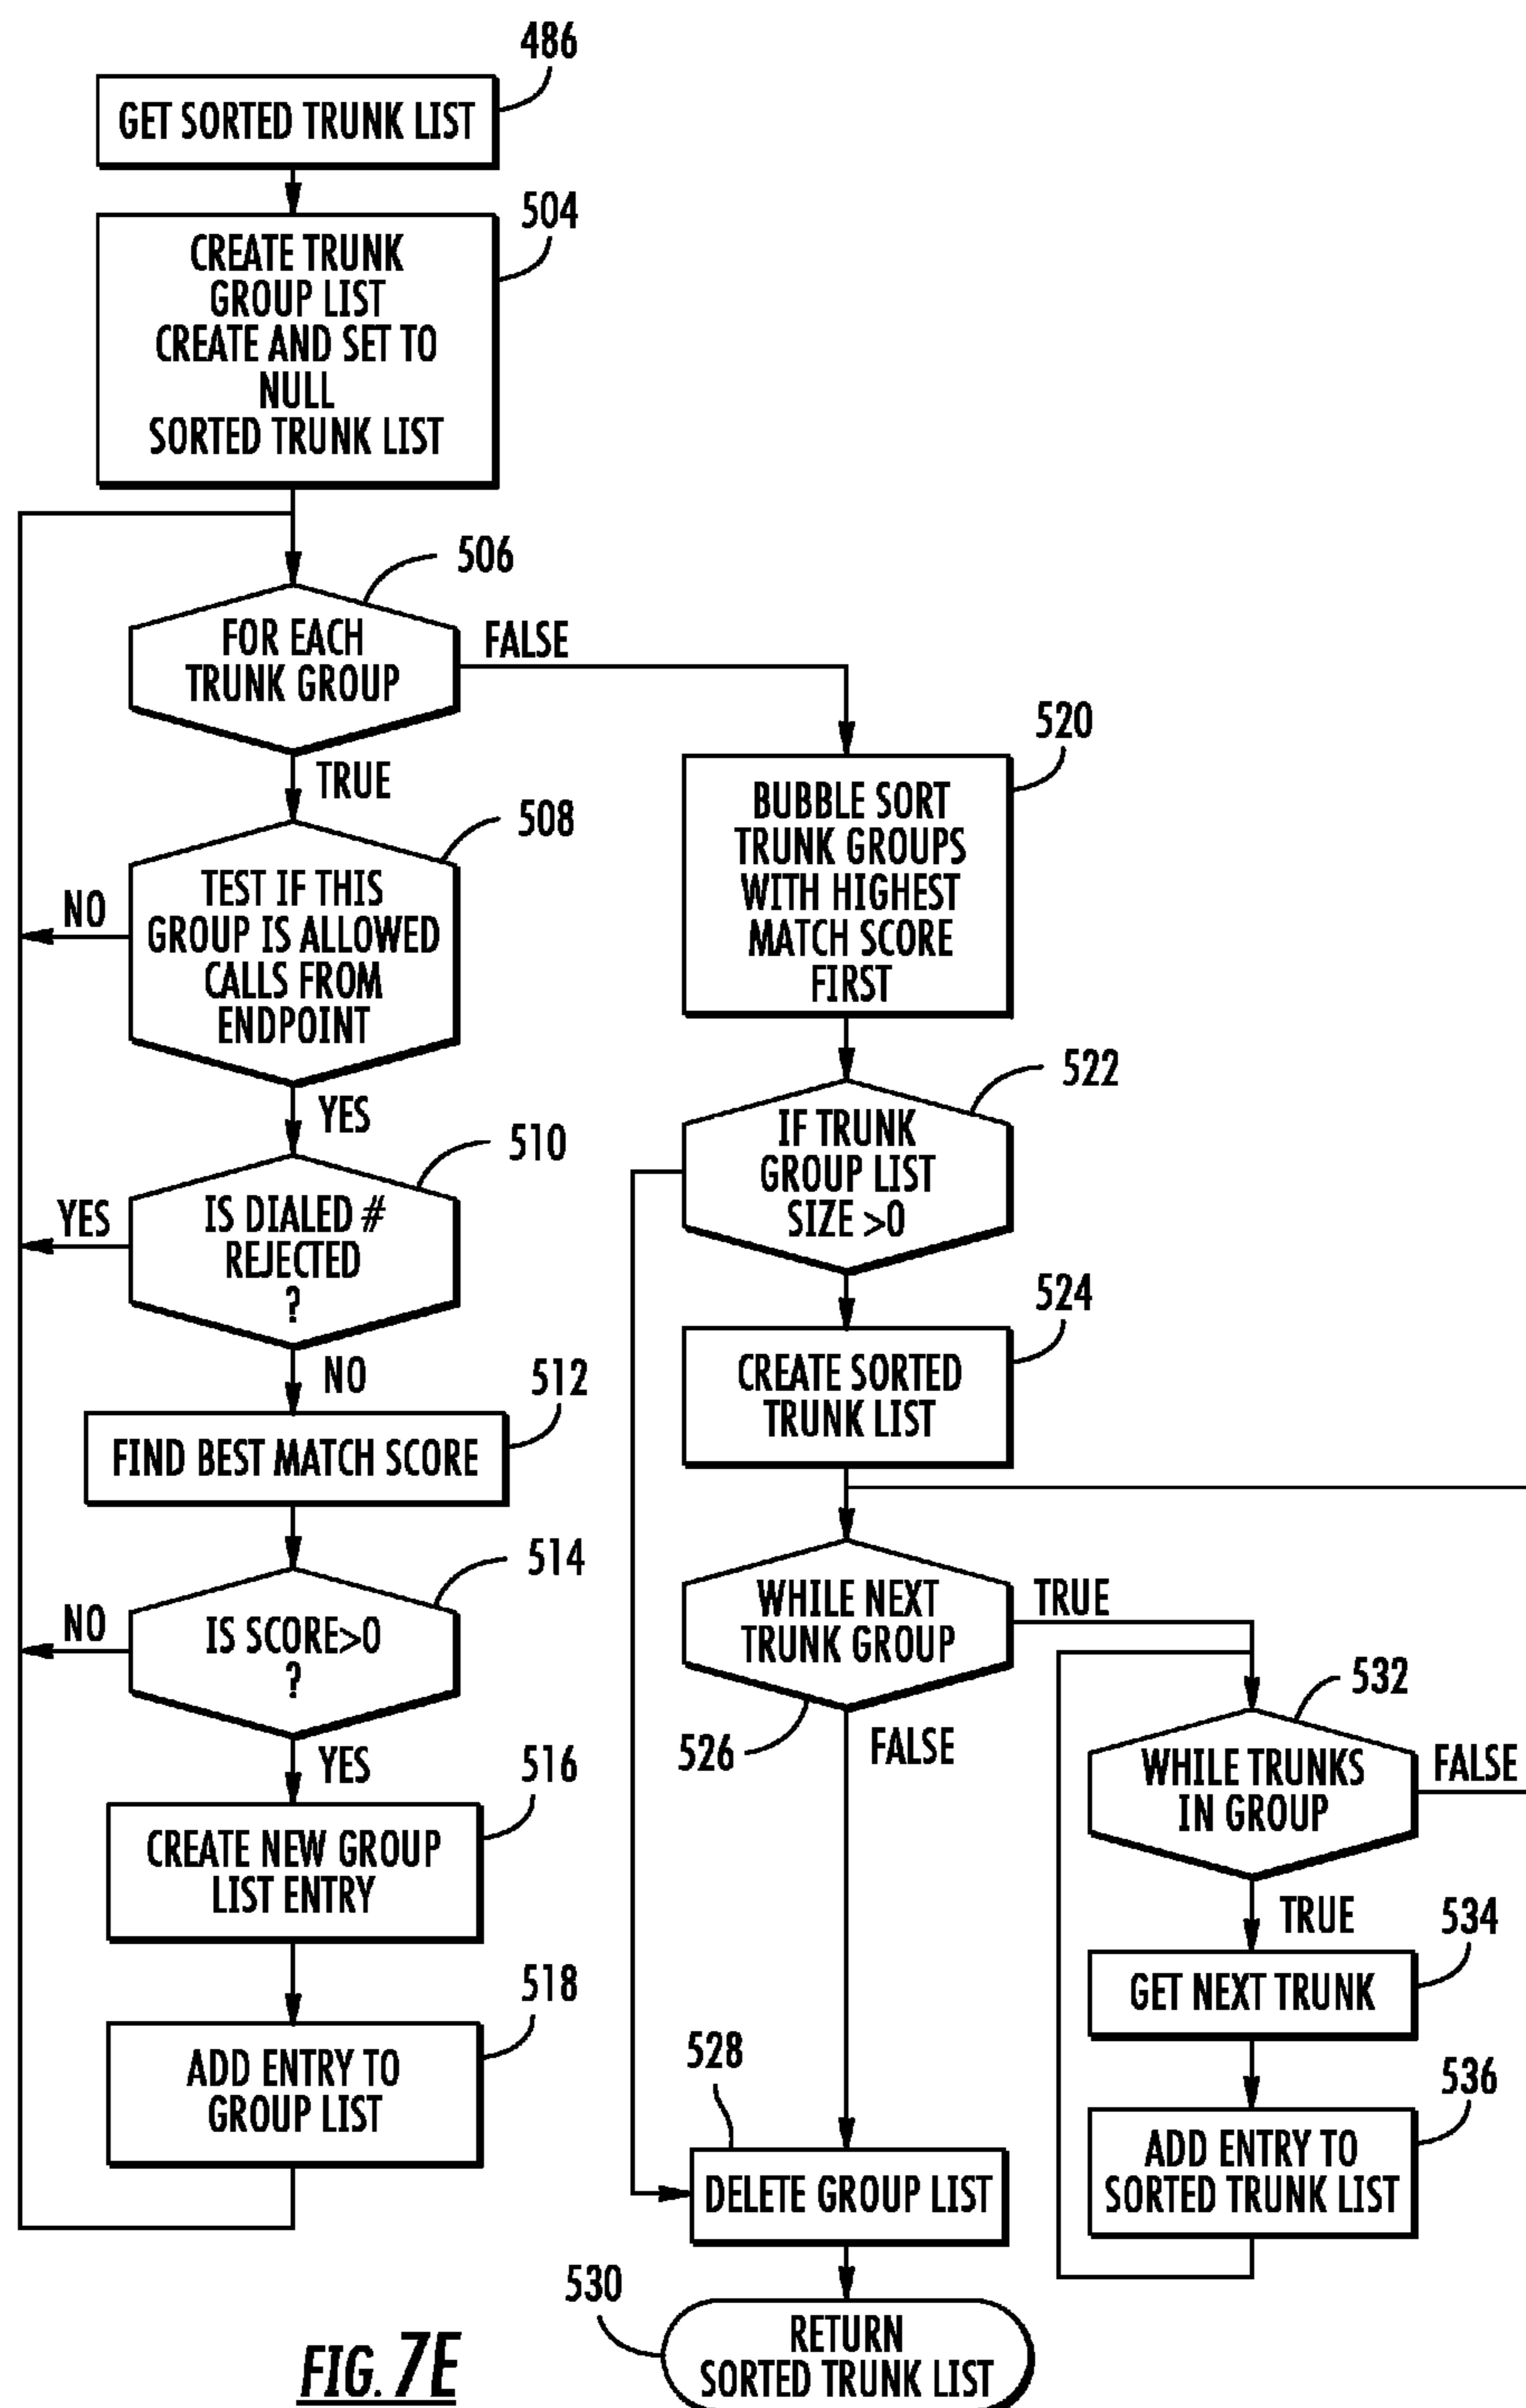 486
GET SORTED TRUNK LIST
504
CREATE TRUNK
GROUP LIST
CREATE AND SET TO
NULL
SORTED TRUNK LIST
506
FOR EACH
TRUNK GROUP
FALSE
TRUE
508
TEST IF THIS
GROUP IS ALLOWED
CALLS FROM
ENDPOINT
NO
YES
510
IS DIALED #
REJECTED
?
YES
NO
512
FIND BEST MATCH SCORE
514
IS SCORE>0
?
NO
YES
516
CREATE NEW GROUP
LIST ENTRY
518
ADD ENTRY TO
GROUP LIST
520
BUBBLE SORT
TRUNK GROUPS
WITH HIGHEST
MATCH SCORE
FIRST
522
IF TRUNK
GROUP LIST
SIZE >0
524
CREATE SORTED
TRUNK LIST
WHILE NEXT
TRUNK GROUP
TRUE
526
FALSE
532
WHILE TRUNKS
IN GROUP
FALSE
TRUE
534
GET NEXT TRUNK
536
ADD ENTRY TO
SORTED TRUNK LIST
528
DELETE GROUP LIST
530
RETURN
SORTED TRUNK LIST
FIG. 7E